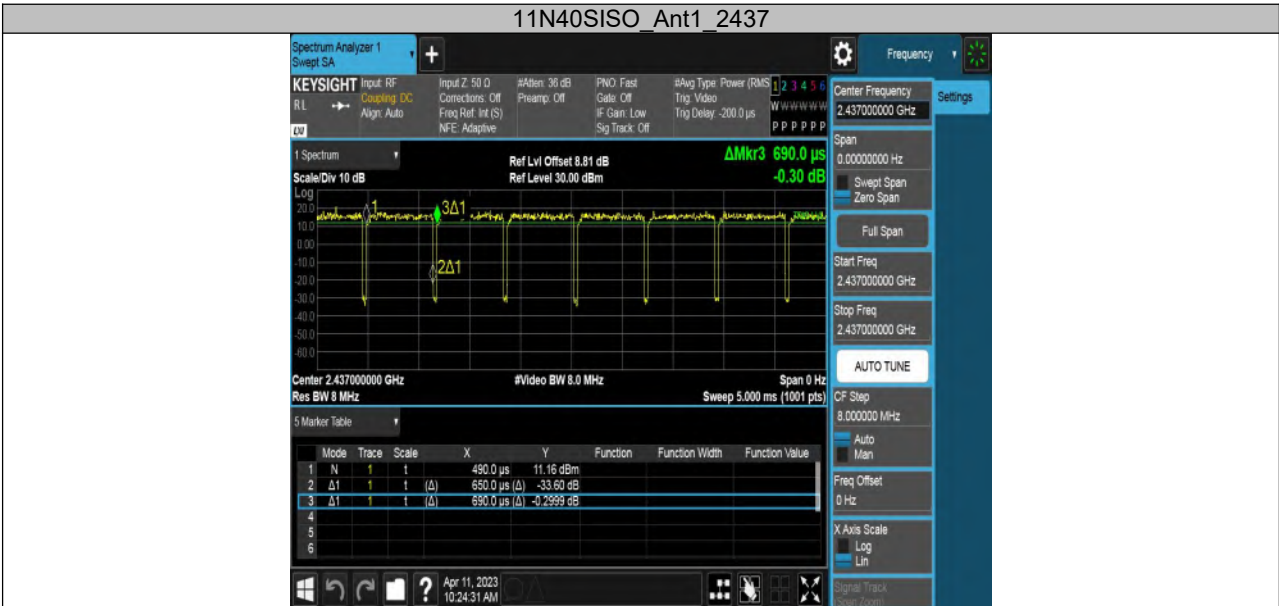 11N40SISO_Ant1_2437
Spectrum Analyzer 1
Swept SA
+
Frequency
KEYSIGHT
RL
Input: RF
Coupling: DC
Align: Auto
Input Z: 50 Ω
Corrections: Off
Freq Ref: Int (S)
NFE: Adaptive
#Atten: 36 dB
Preamp: Off
PNO: Fast
Gate: Off
IF Gain: Low
Sig Track: Off
#Avg Type: Power (RMS
Trig: Video
Trig Delay: -200.0 µs
1 2 3 4 5 6
W W W W W W
P P P P P P
Center Frequency
2.437000000 GHz
Settings
1 Spectrum
Scale/Div 10 dB
Ref Lvl Offset 8.81 dB
Ref Level 30.00 dBm
ΔMkr3 690.0 µs
-0.30 dB
Log
20.0
10.0
0.00
-10.0
-20.0
-30.0
-40.0
-50.0
-60.0
1
3Δ1
2Δ1
Center 2.437000000 GHz
Res BW 8 MHz
#Video BW 8.0 MHz
Span 0 Hz
Sweep 5.000 ms (1001 pts)
Span
0.00000000 Hz
Swept Span
Zero Span
Full Span
Start Freq
2.437000000 GHz
Stop Freq
2.437000000 GHz
AUTO TUNE
CF Step
8.000000 MHz
Auto
Man
Freq Offset
0 Hz
X Axis Scale
Log
Lin
Signal Track
(Span Zoom)
5 Marker Table
Mode Trace Scale X Y Function Function Width Function Value
1 N 1 t 490.0 µs 11.16 dBm
2 Δ1 1 t (Δ) 650.0 µs (Δ) -33.60 dB
3 Δ1 1 t (Δ) 690.0 µs (Δ) -0.2999 dB
4
5
6
?
Apr 11, 2023
10:24:31 AM